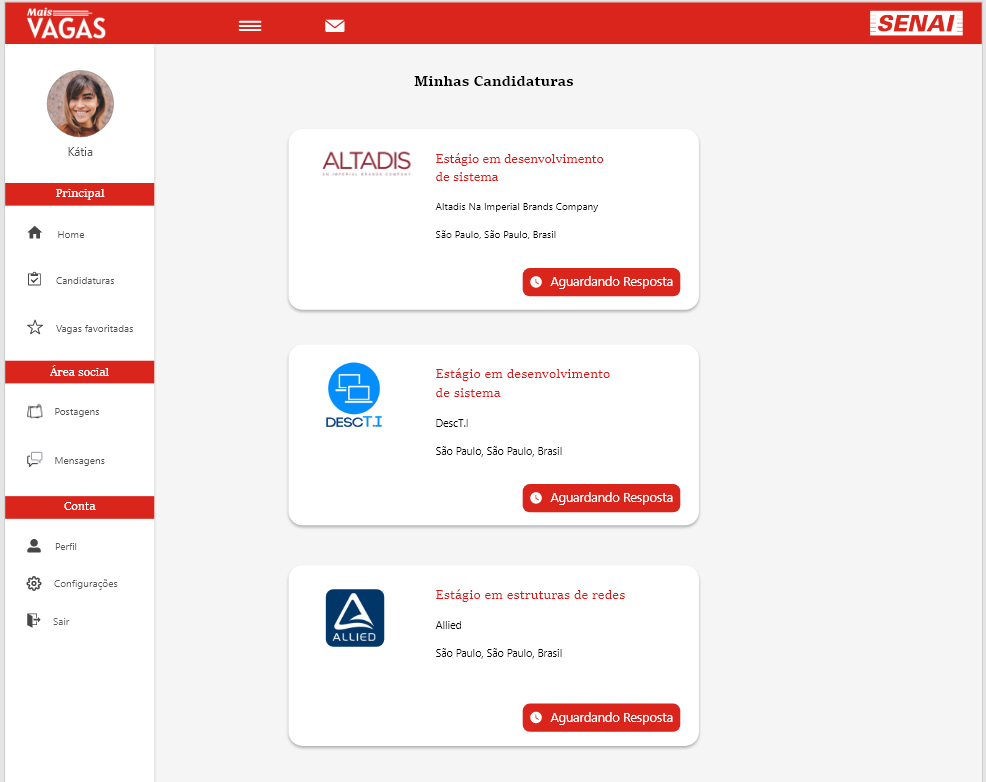 Mais
VAGAS
SENAI
Kátia
Principal
Home
Candidaturas
Vagas favoritadas
Área social
Postagens
Mensagens
Conta
Perfil
Configurações
Sair
Minhas Candidaturas
ALTADIS
AN IMPERIAL BRANDS COMPANY
Estágio em desenvolvimento
de sistema
Altadis Na Imperial Brands Company
São Paulo, São Paulo, Brasil
Aguardando Resposta
DESCT.I
Estágio em desenvolvimento
de sistema
DescT.I
São Paulo, São Paulo, Brasil
Aguardando Resposta
ALLIED
Estágio em estruturas de redes
Allied
São Paulo, São Paulo, Brasil
Aguardando Resposta